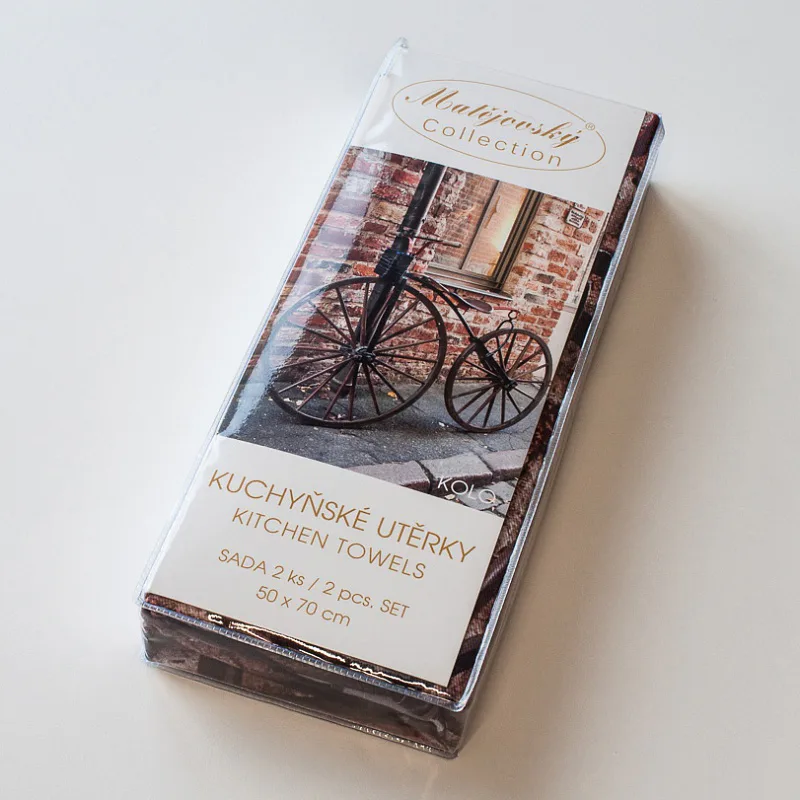 Matějovský®
Collection
KOLO
KUCHYŇSKÉ UTĚRKY
KITCHEN TOWELS
SADA 2 ks / 2 pcs. SET
50 x 70 cm